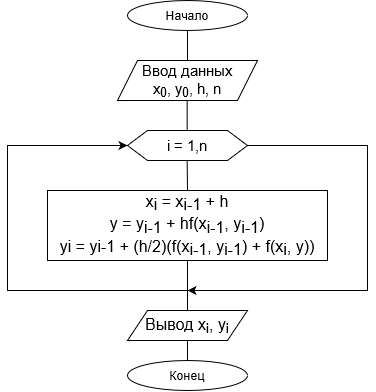 Начало
Ввод данных
x₀, y₀, h, n
i = 1,n
xᵢ = xᵢ₋₁ + h
y = yᵢ₋₁ + hf(xᵢ₋₁, yᵢ₋₁)
yi = yi-1 + (h/2)(f(xᵢ₋₁, yᵢ₋₁) + f(xᵢ, y))
Вывод xᵢ, yᵢ
Конец